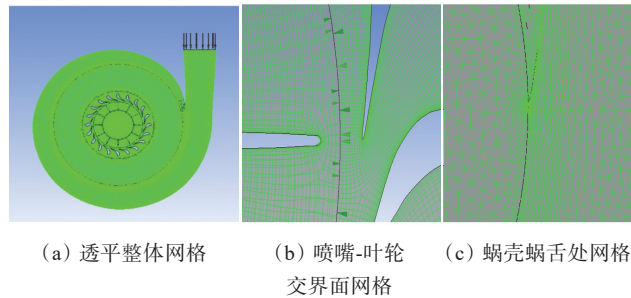 （a）透平整体网格
（b）喷嘴-叶轮
交界面网格
（c）蜗壳蜗舌处网格